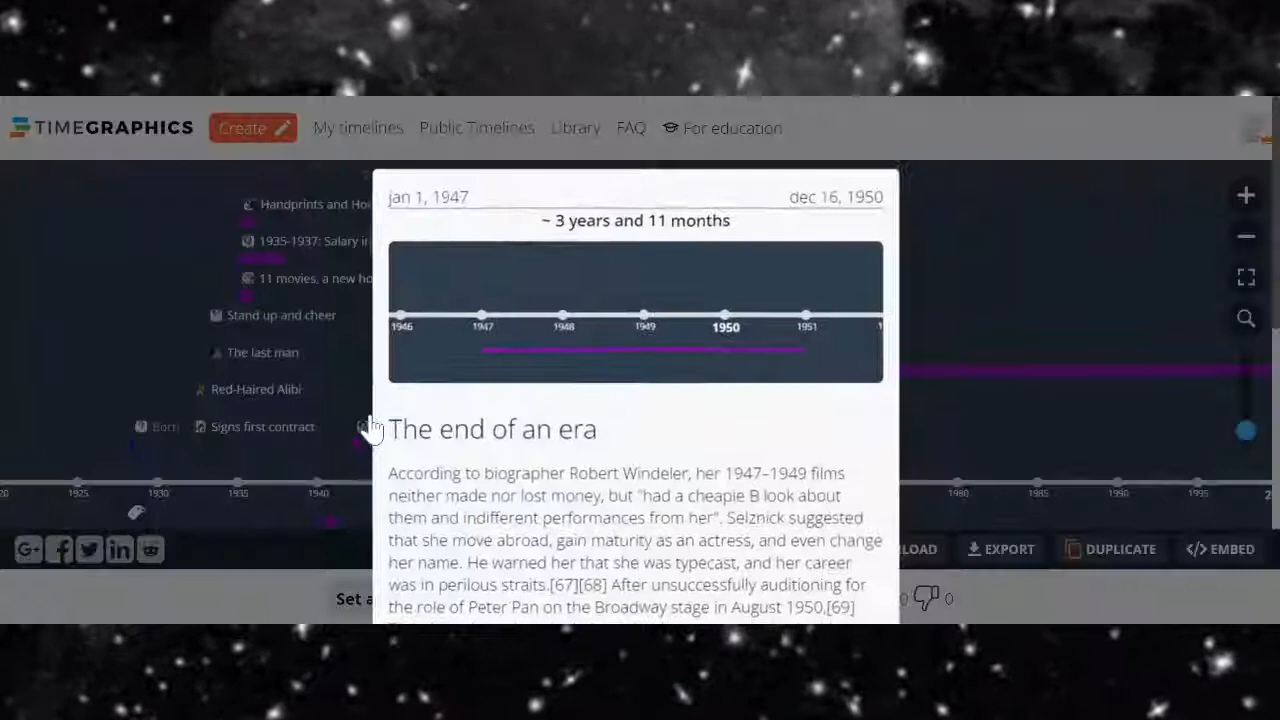 TIMEGRAPHICS Create My timelines Public Timelines Library FAQ For education
jan 1, 1947 dec 16, 1950
~ 3 years and 11 months
1946 1947 1948 1949 1950 1951 1
The end of an era
According to biographer Robert Windeler, her 1947–1949 films
neither made nor lost money, but "had a cheapie B look about
them and indifferent performances from her". Selznick suggested
that she move abroad, gain maturity as an actress, and even change
her name. He warned her that she was typecast, and her career
was in perilous straits.[67][68] After unsuccessfully auditioning for
the role of Peter Pan on the Broadway stage in August 1950,[69]
Handprints and Ho
1935-1937: Salary in
11 movies, a new ho
Stand up and cheer
The last man
Red-Haired Alibi
Born Signs first contract
20 1925 1930 1935 1940 1980 1985 1990 1995 2
G+ f in
LOAD EXPORT DUPLICATE </> EMBED
Set a 0 0